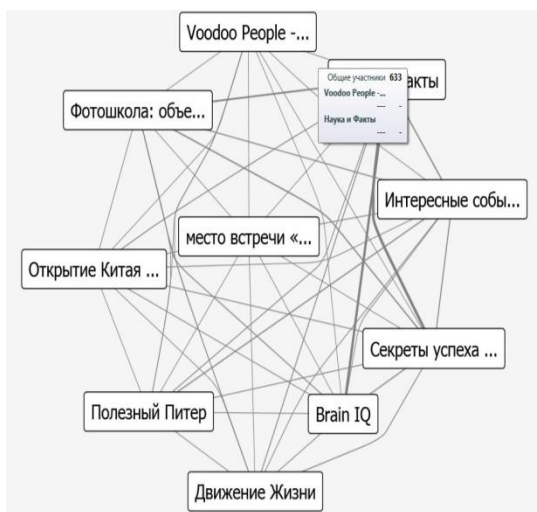 Voodoo People -...
акты
Общие участники 633
Voodoo People -...
--- -
Наука и Факты
--- -
Фотошкола: объе...
Интересные собы...
место встречи «...
Открытие Китая ...
Секреты успеха ...
Полезный Питер
Brain IQ
Движение Жизни